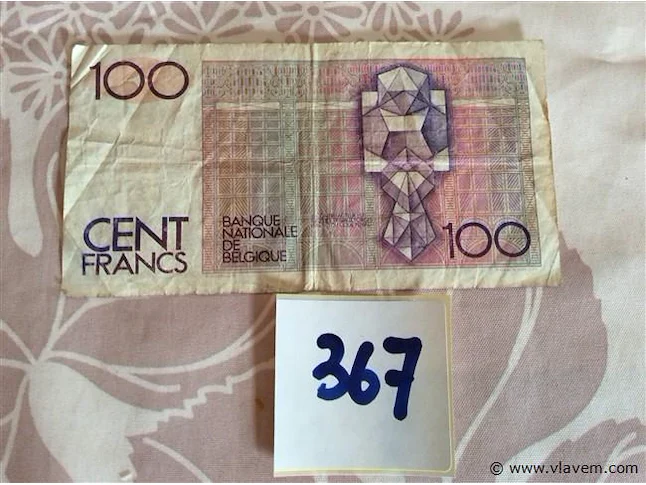 100
CENT
FRANCS
BANQUE
NATIONALE
DE
BELGIQUE
100
367
© www.vlavem.com